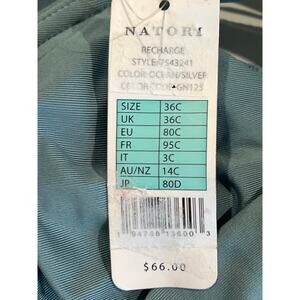 NATORI
RECHARGE
STYLE: 7543241
COLOR: OCEAN/SILVER
SIZE 36C
UK 36C
EU 80C
FR 95C
IT 3C
AU/NZ 14C
JP 80D
$66.00